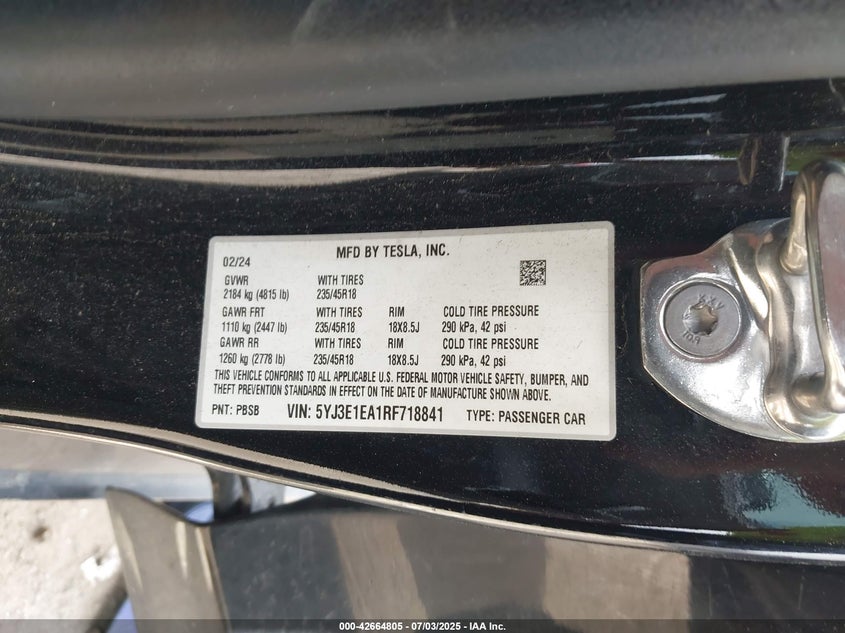 MFD BY TESLA, INC.
02/24
GVWR WITH TIRES
2184 kg (4815 lb) 235/45R18
GAWR FRT WITH TIRES RIM COLD TIRE PRESSURE
1110 kg (2447 lb) 235/45R18 18X8.5J 290 kPa, 42 psi
GAWR RR WITH TIRES RIM COLD TIRE PRESSURE
1260 kg (2778 lb) 235/45R18 18X8.5J 290 kPa, 42 psi
THIS VEHICLE CONFORMS TO ALL APPLICABLE U.S. FEDERAL MOTOR VEHICLE SAFETY, BUMPER, AND
THEFT PREVENTION STANDARDS IN EFFECT ON THE DATE OF MANUFACTURE SHOWN ABOVE.
PNT: PBSB VIN: 5YJ3E1EA1RF718841 TYPE: PASSENGER CAR
000-42664805 - 07/03/2025 - IAA Inc.